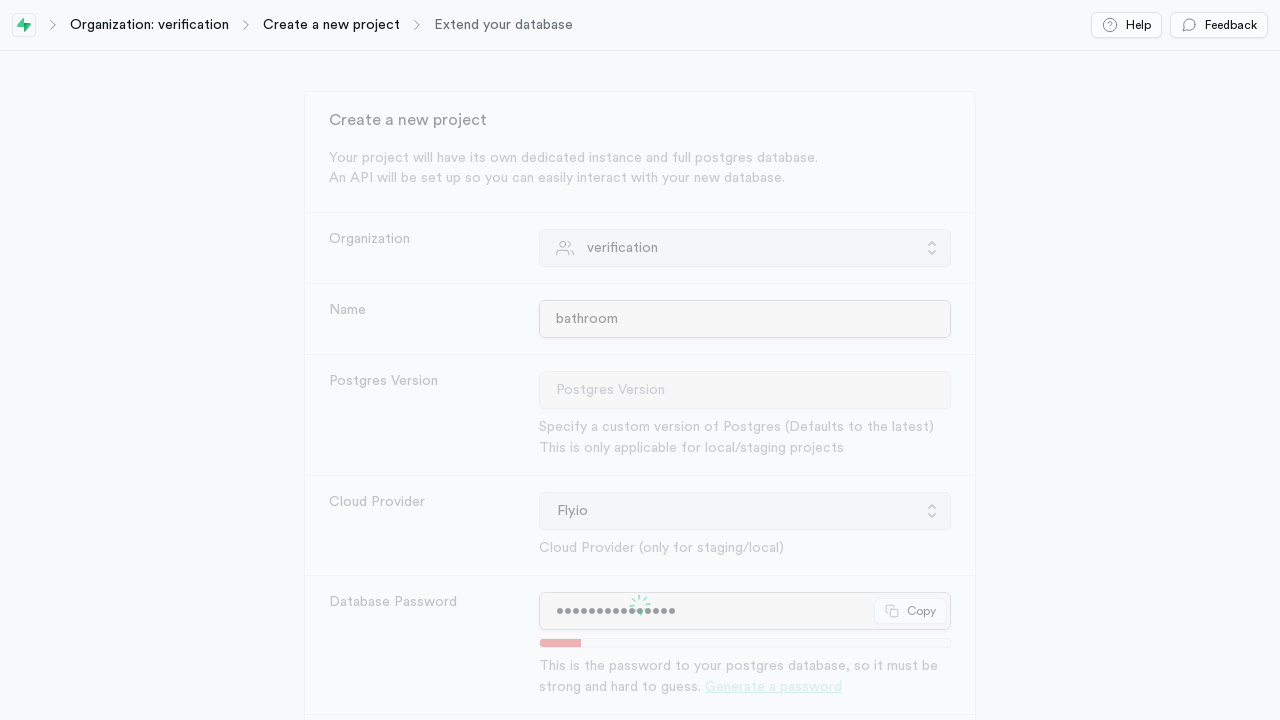 Organization: verification
Create a new project
Extend your database
Help
Feedback
Create a new project
Your project will have its own dedicated instance and full postgres database.
An API will be set up so you can easily interact with your new database.
Organization
verification
Name
bathroom
Postgres Version
Postgres Version
Specify a custom version of Postgres (Defaults to the latest)
This is only applicable for local/staging projects
Cloud Provider
Fly.io
Cloud Provider (only for staging/local)
Database Password
•••••••••••••••
Copy
This is the password to your postgres database, so it must be
strong and hard to guess. Generate a password